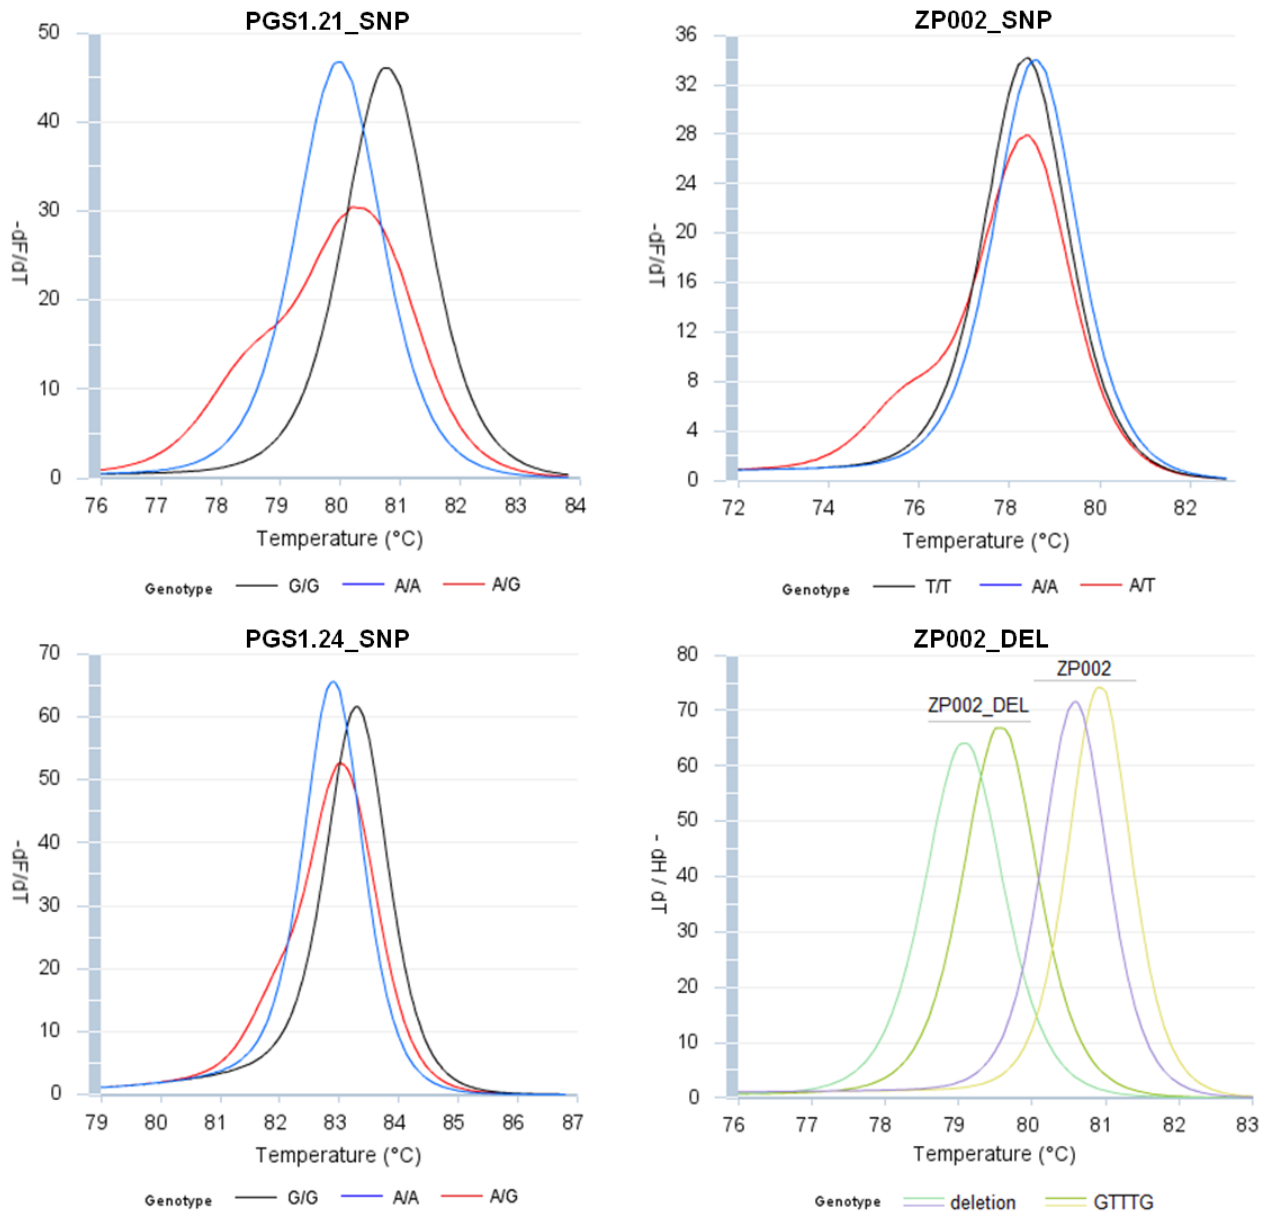 PGS1.21_SNP
50
40
30
20
10
0
-dF/dT
76 77 78 79 80 81 82 83 84
Temperature (°C)
Genotype G/G A/A A/G
ZP002_SNP
36
32
28
24
20
16
12
8
4
0
-dF/dT
72 74 76 78 80 82
Temperature (°C)
Genotype T/T A/A A/T
PGS1.24_SNP
70
60
50
40
30
20
10
0
-dF/dT
79 80 81 82 83 84 85 86 87
Temperature (°C)
Genotype G/G A/A A/G
ZP002_DEL
80
70
60
50
40
30
20
10
0
- dH / dT
ZP002
ZP002_DEL
76 77 78 79 80 81 82 83
Temperature (°C)
Genotype deletion GTTTG